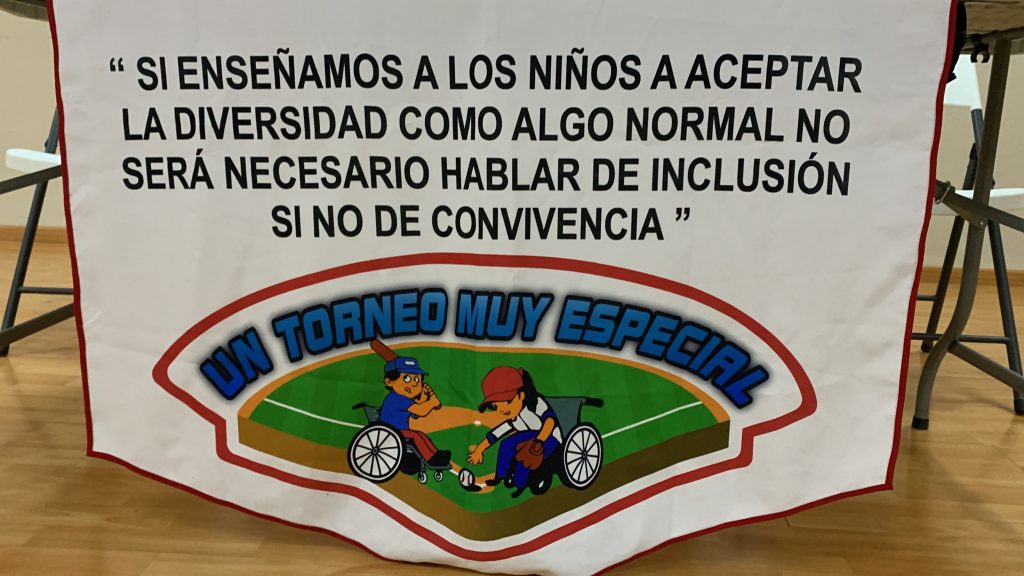 “ SI ENSEÑAMOS A LOS NIÑOS A ACEPTAR
LA DIVERSIDAD COMO ALGO NORMAL NO
SERÁ NECESARIO HABLAR DE INCLUSIÓN
SI NO DE CONVIVENCIA ”
UN TORNEO MUY ESPECIAL